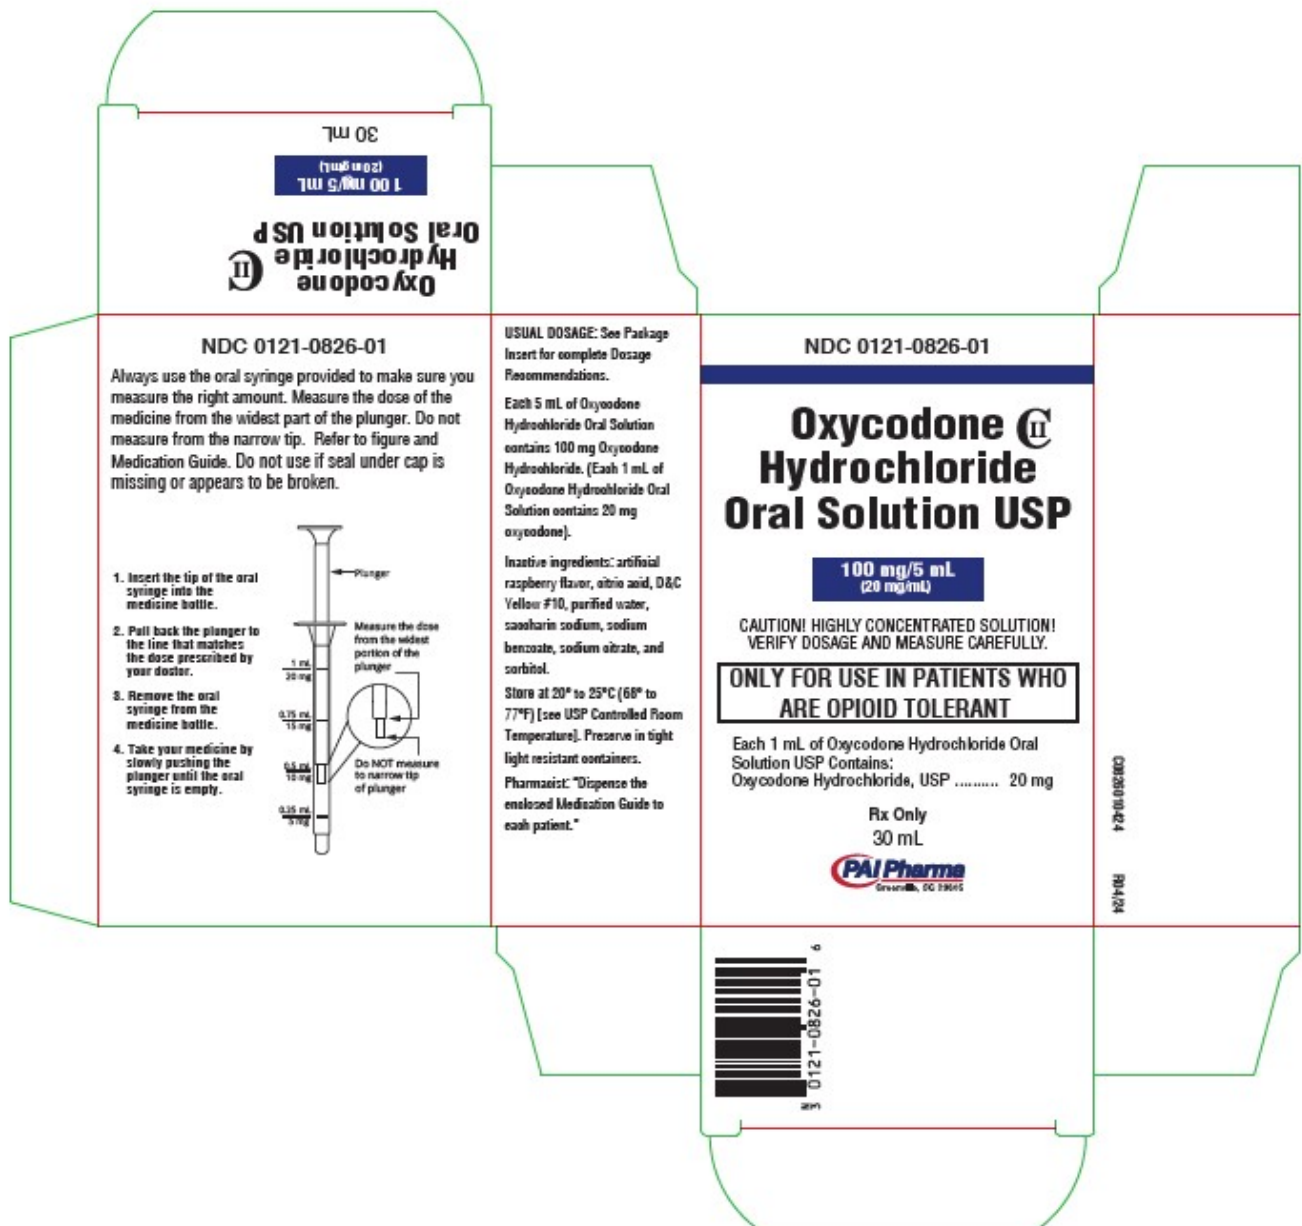 30 mL
100 mg/5 mL
(20 mg/mL)
Oxycodone
Hydrochloride
Oral Solution USP
CII
NDC 0121-0826-01
Always use the oral syringe provided to make sure you
measure the right amount. Measure the dose of the
medicine from the widest part of the plunger. Do not
measure from the narrow tip. Refer to figure and
Medication Guide. Do not use if seal under cap is
missing or appears to be broken.
1. Insert the tip of the oral
syringe into the
medicine bottle.
2. Pull back the plunger to
the line that matches
the dose prescribed by
your doctor.
3. Remove the oral
syringe from the
medicine bottle.
4. Take your medicine by
slowly pushing the
plunger until the oral
syringe is empty.
Plunger
Measure the dose
from the widest
portion of the
plunger
Do NOT measure
to narrow tip
of plunger
1 mL
20 mg
0.75 mL
15 mg
0.5 mL
10 mg
0.25 mL
5 mg
USUAL DOSAGE: See Package
Insert for complete Dosage
Recommendations.
Each 5 mL of Oxycodone
Hydrochloride Oral Solution
contains 100 mg Oxycodone
Hydrochloride. (Each 1 mL of
Oxycodone Hydrochloride Oral
Solution contains 20 mg
oxycodone).
Inactive ingredients: artificial
raspberry flavor, citric acid, D&C
Yellow #10, purified water,
saccharin sodium, sodium
benzoate, sodium citrate, and
sorbitol.
Store at 20° to 25°C (68° to
77°F) [see USP Controlled Room
Temperature]. Preserve in tight
light resistant containers.
Pharmacist: "Dispense the
enclosed Medication Guide to
each patient."
NDC 0121-0826-01
Oxycodone CII
Hydrochloride
Oral Solution USP
100 mg/5 mL
(20 mg/mL)
CAUTION! HIGHLY CONCENTRATED SOLUTION!
VERIFY DOSAGE AND MEASURE CAREFULLY.
ONLY FOR USE IN PATIENTS WHO
ARE OPIOID TOLERANT
Each 1 mL of Oxycodone Hydrochloride Oral
Solution USP Contains:
Oxycodone Hydrochloride, USP .......... 20 mg
Rx Only
30 mL
PAI Pharma
Greenville, SC
N
3 0121-0826-01 6
C0826010424
R04/24